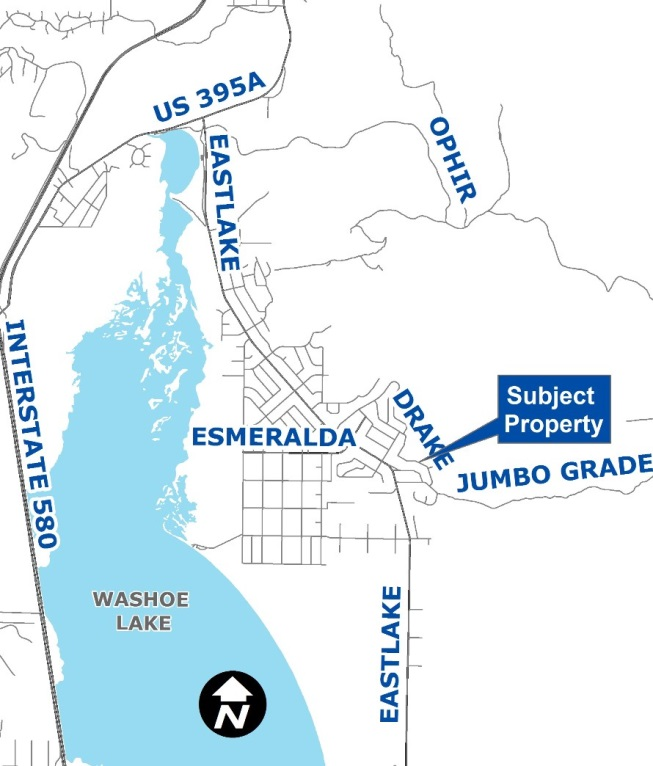 US 395A
OPHIR
EASTLAKE
INTERSTATE 580
Subject
Property
DRAKE
ESMERALDA
JUMBO GRADE
WASHOE
LAKE
EASTLAKE
N